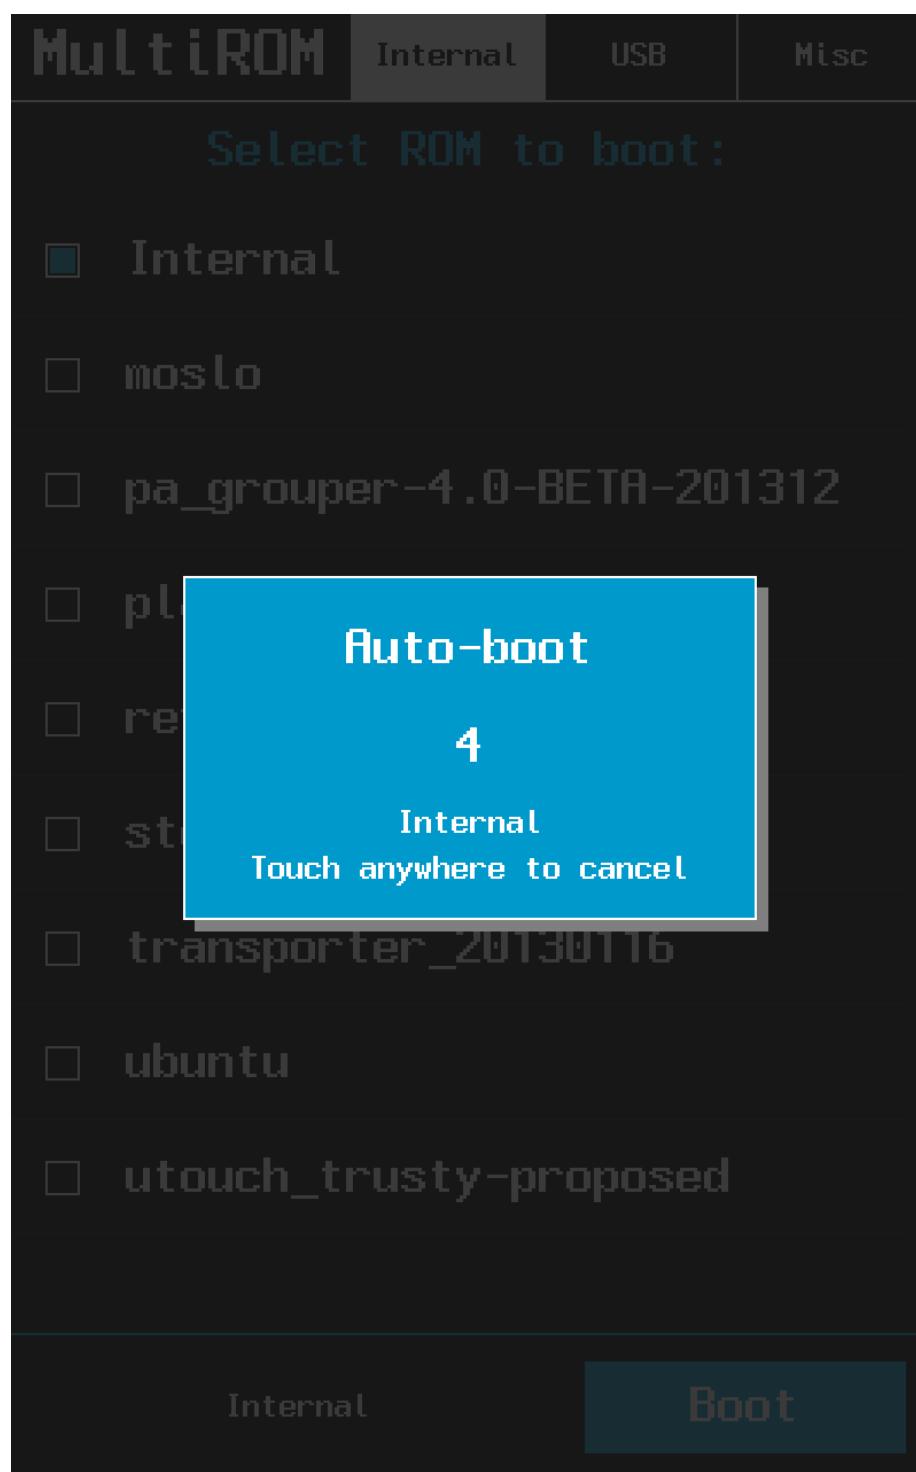 MultiROM Internal USB Misc
Select ROM to boot:
Internal
moslo
pa_grouper-4.0-BETA-201312
Auto-boot
4
Internal
Touch anywhere to cancel
transporter_20130116
ubuntu
utouch_trusty-proposed
Internal Boot